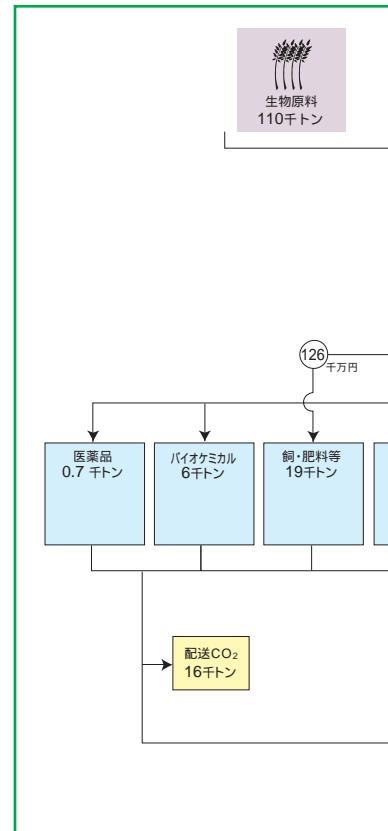 生物原料
110千トン
126
千万円
医薬品
0.7 千トン
バイオケミカル
6千トン
飼・肥料等
19千トン
配送CO₂
16千トン